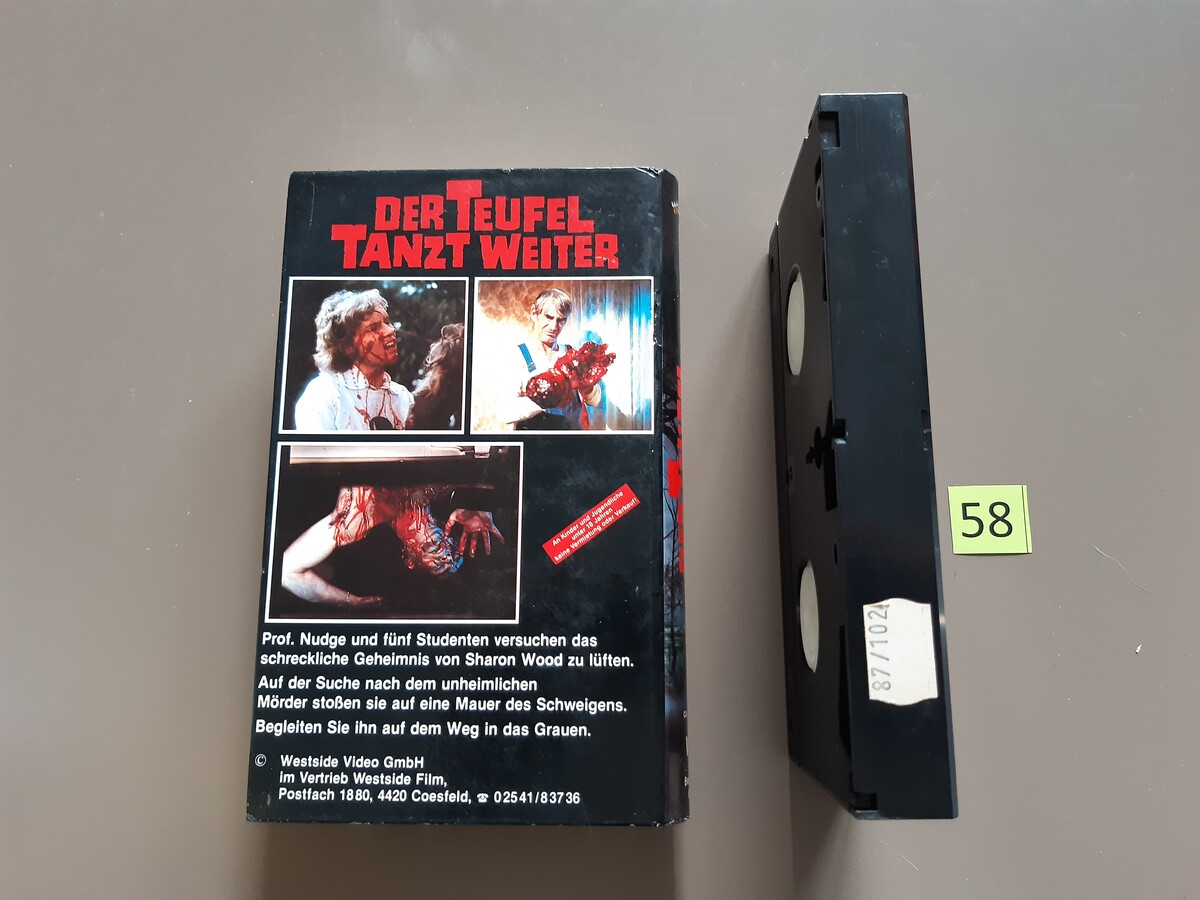 DER TEUFEL
TANZT WEITER
An Kinder und Jugendliche
unter 18 Jahren
keine Vermietung oder Verkauf!
Prof. Nudge und fünf Studenten versuchen das
schreckliche Geheimnis von Sharon Wood zu lüften.
Auf der Suche nach dem unheimlichen
Mörder stoßen sie auf eine Mauer des Schweigens.
Begleiten Sie ihn auf dem Weg in das Grauen.
© Westside Video GmbH
im Vertrieb Westside Film,
Postfach 1880, 4420 Coesfeld, ☎ 02541/83736
58
87/102